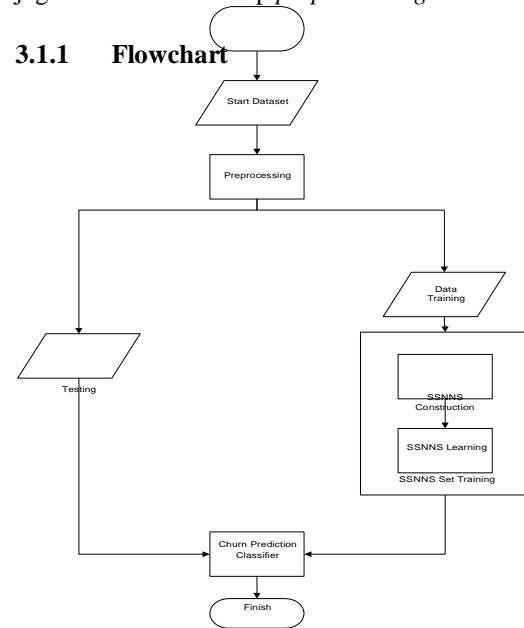 3.1.1 Flowchart
Start Dataset
Preprocessing
Data
Training
Testing
SSNNS
Construction
SSNNS Learning
SSNNS Set Training
Churn Prediction
Classifier
Finish